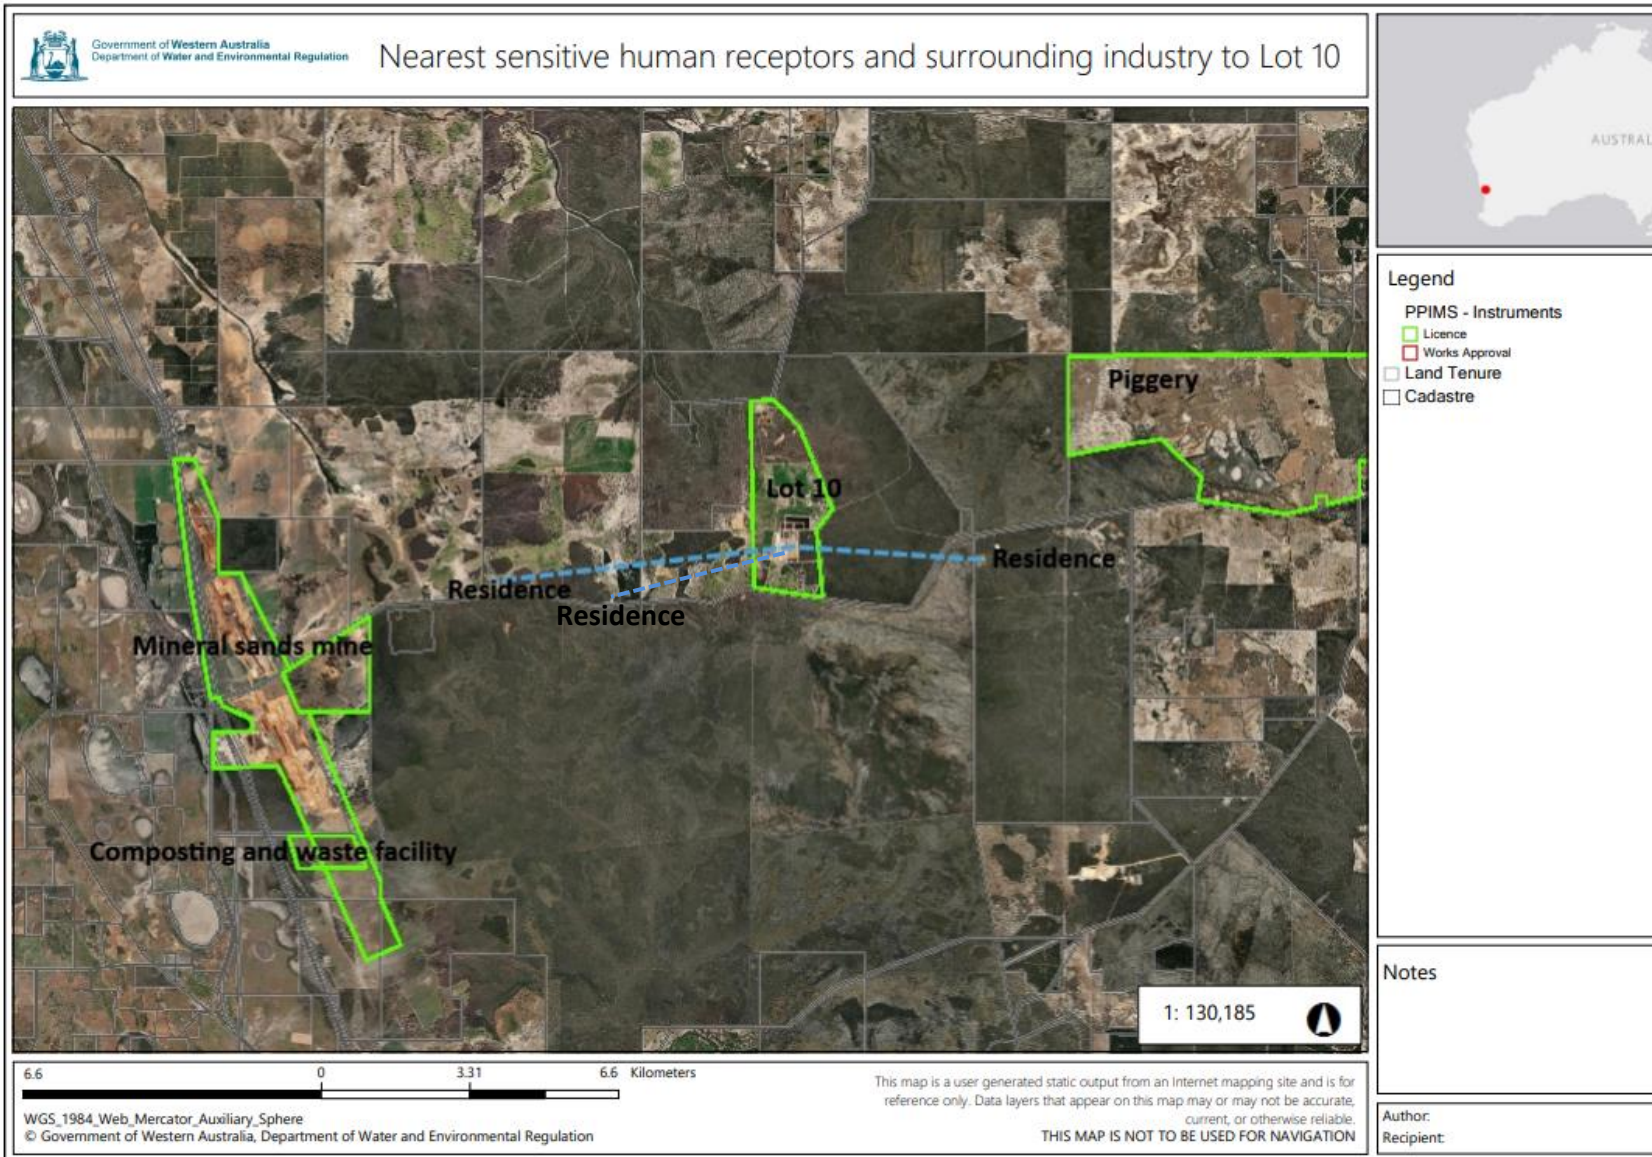 Government of Western Australia
Department of Water and Environmental Regulation
Nearest sensitive human receptors and surrounding industry to Lot 10
AUSTRAL
Legend
PPIMS - Instruments
Licence
Works Approval
Land Tenure
Cadastre
Piggery
Lot 10
Residence
Residence
Residence
Mineral sands mine
Composting and waste facility
1: 130,185
Notes
6.6 0 3.31 6.6 Kilometers
WGS_1984_Web_Mercator_Auxiliary_Sphere
© Government of Western Australia, Department of Water and Environmental Regulation
This map is a user generated static output from an Internet mapping site and is for
reference only. Data layers that appear on this map may or may not be accurate,
current, or otherwise reliable.
THIS MAP IS NOT TO BE USED FOR NAVIGATION
Author:
Recipient: